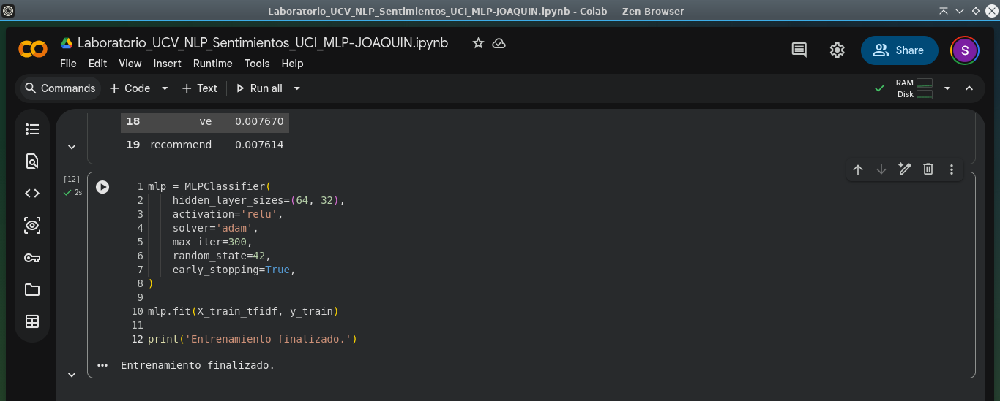 Laboratorio_UCV_NLP_Sentimientos_UCI_MLP-JOAQUIN.ipynb - Colab — Zen Browser
Laboratorio_UCV_NLP_Sentimientos_UCI_MLP-JOAQUIN.ipynb
Share
S
File Edit View Insert Runtime Tools Help
Commands + Code + Text Run all
RAM
Disk
18 ve 0.007670
19 recommend 0.007614
[12]
2s
1 mlp = MLPClassifier(
2     hidden_layer_sizes=(64, 32),
3     activation='relu',
4     solver='adam',
5     max_iter=300,
6     random_state=42,
7     early_stopping=True,
8 )
9
10 mlp.fit(X_train_tfidf, y_train)
11
12 print('Entrenamiento finalizado.')
Entrenamiento finalizado.